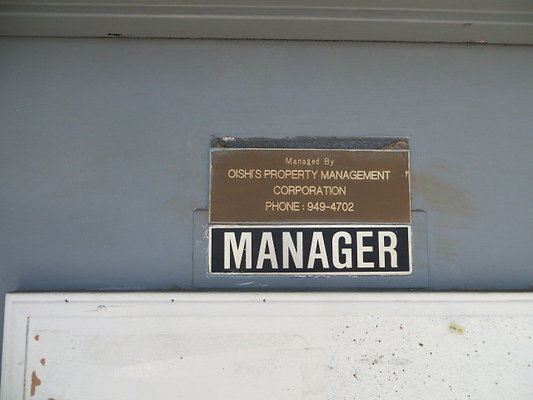 Managed By
OISHI'S PROPERTY MANAGEMENT
CORPORATION
PHONE : 949-4702
MANAGER